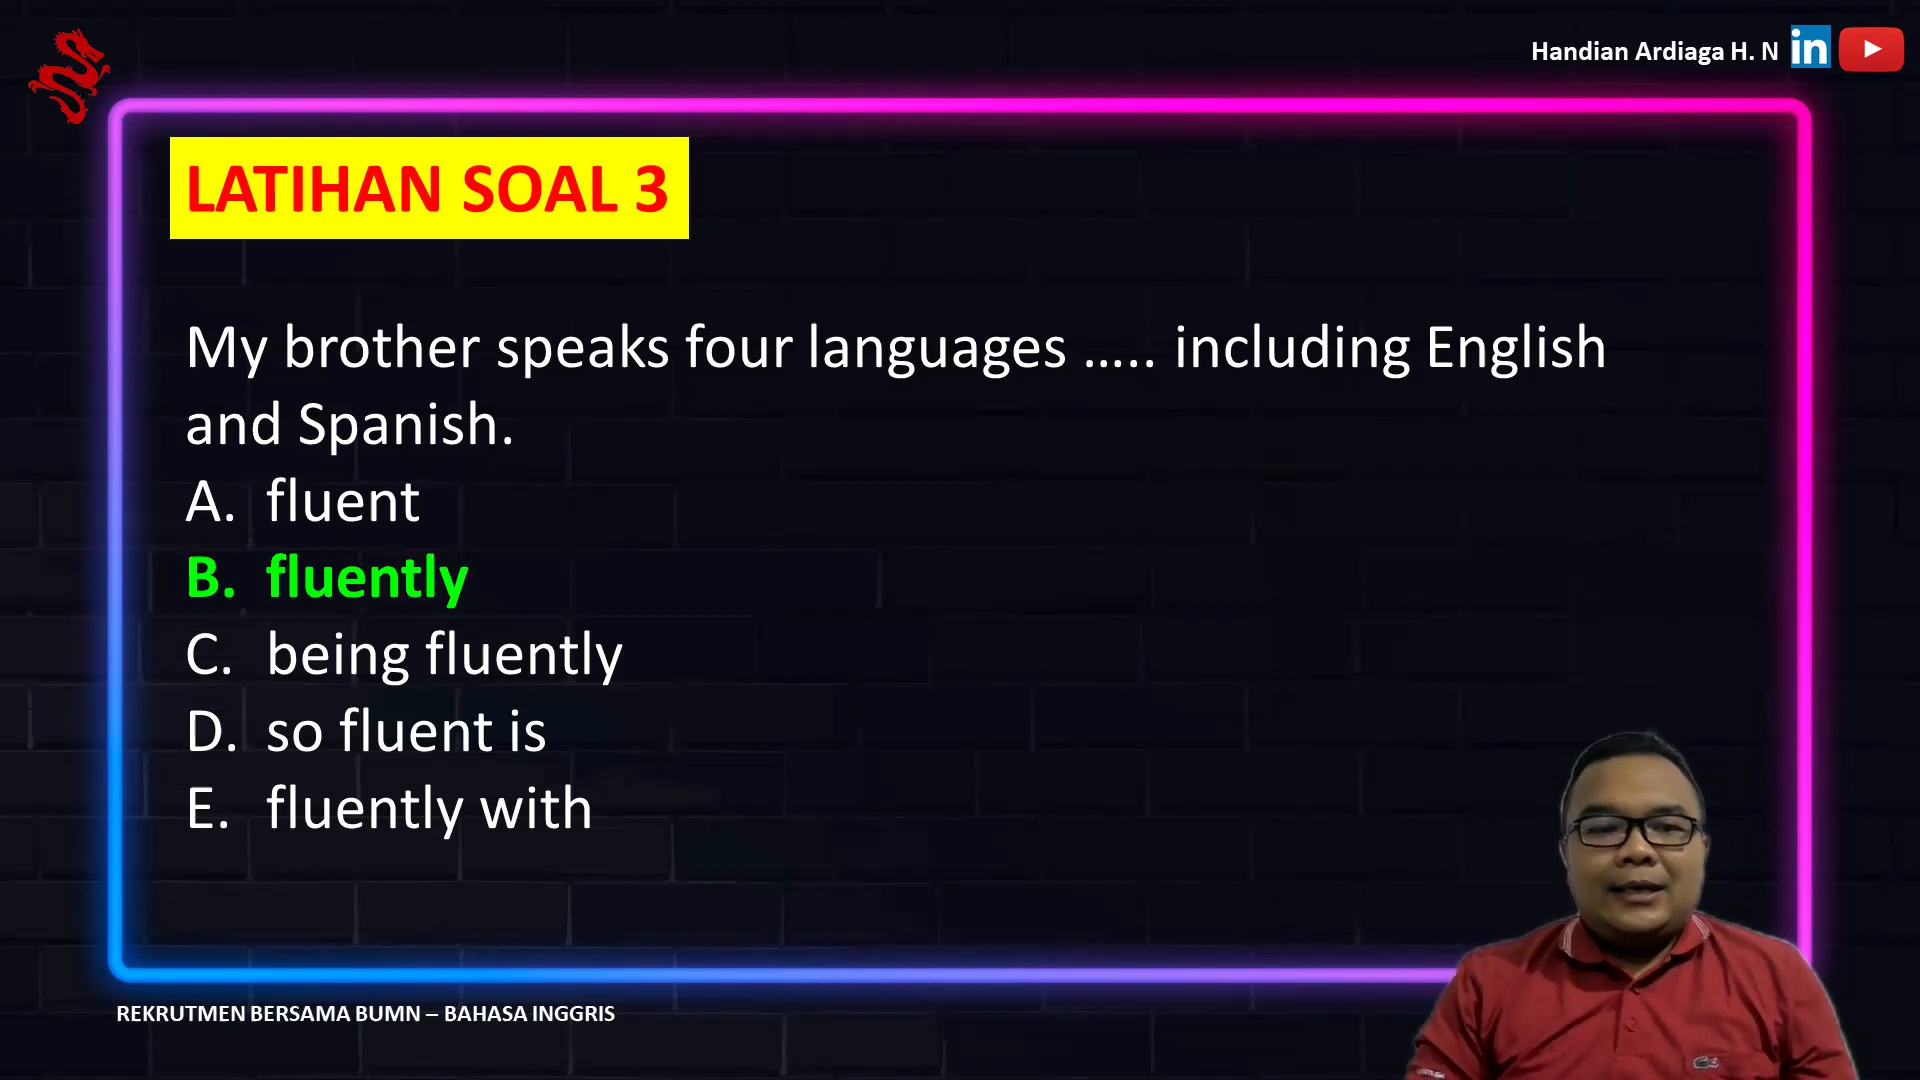 Handian Ardiaga H. N
LATIHAN SOAL 3
My brother speaks four languages ..... including English
and Spanish.
A. fluent
B. fluently
C. being fluently
D. so fluent is
E. fluently with
REKRUTMEN BERSAMA BUMN – BAHASA INGGRIS